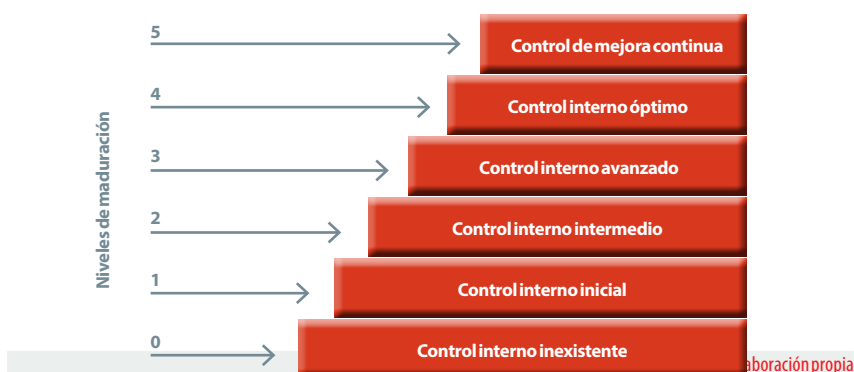 5
Control de mejora continua
4
Control interno óptimo
3
Control interno avanzado
2
Control interno intermedio
1
Control interno inicial
0
Control interno inexistente
Niveles de maduración
propia